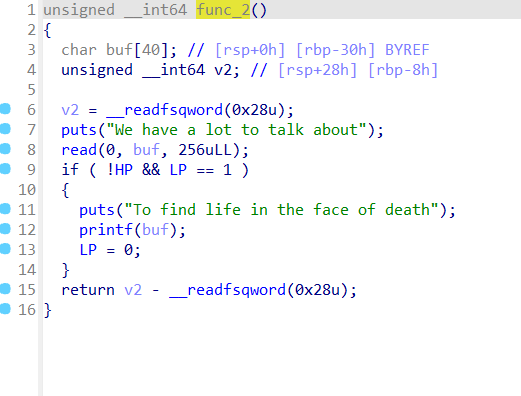 1 unsigned __int64 func_2()
2 {
3   char buf[40]; // [rsp+0h] [rbp-30h] BYREF
4   unsigned __int64 v2; // [rsp+28h] [rbp-8h]
5
6   v2 = __readfsqword(0x28u);
7   puts("We have a lot to talk about");
8   read(0, buf, 256uLL);
9   if ( !HP && LP == 1 )
10   {
11     puts("To find life in the face of death");
12     printf(buf);
13     LP = 0;
14   }
15   return v2 - __readfsqword(0x28u);
16 }